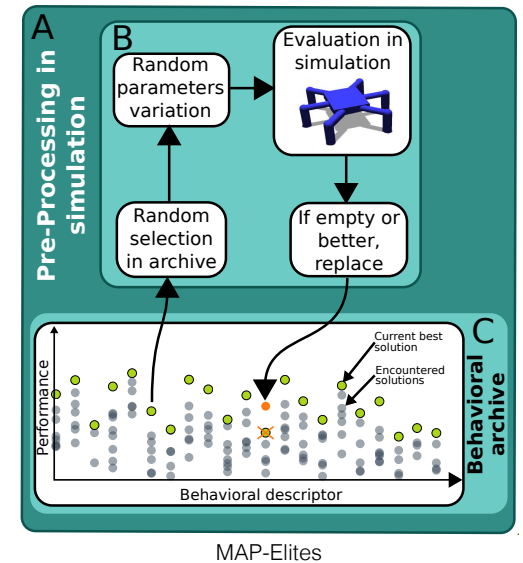 A
B
Pre-Processing in
simulation
Random
parameters
variation
Evaluation in
simulation
Random
selection
in archive
If empty or
better,
replace
C
Behavioral
archive
Performance
Current best
solution
Encountered
solutions
Behavioral descriptor
MAP-Elites